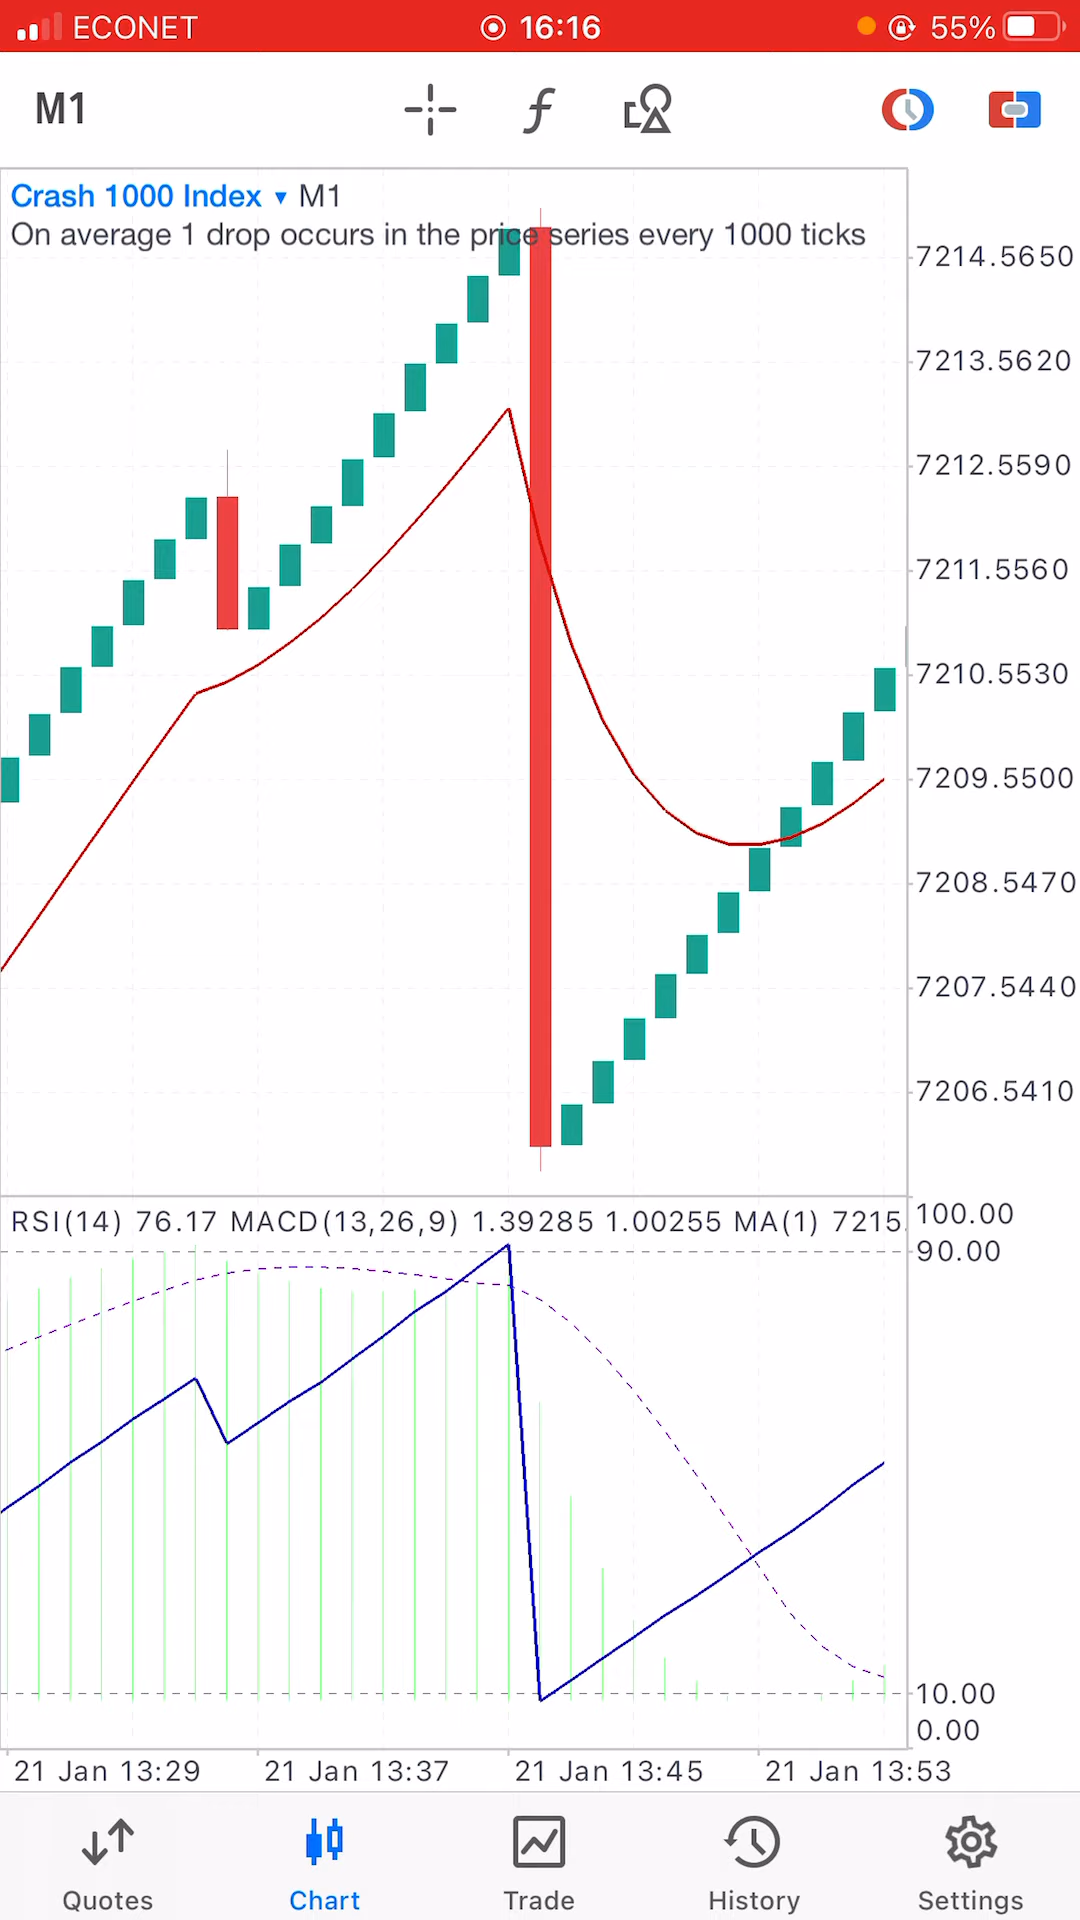 ECONET 16:16 55%
M1
Crash 1000 Index ▾ M1
On average 1 drop occurs in the price series every 1000 ticks
7214.5650
7213.5620
7212.5590
7211.5560
7210.5530
7209.5500
7208.5470
7207.5440
7206.5410
RSI(14) 76.17 MACD(13,26,9) 1.39285 1.00255 MA(1) 7215.
100.00
90.00
10.00
0.00
21 Jan 13:29 21 Jan 13:37 21 Jan 13:45 21 Jan 13:53
Quotes Chart Trade History Settings